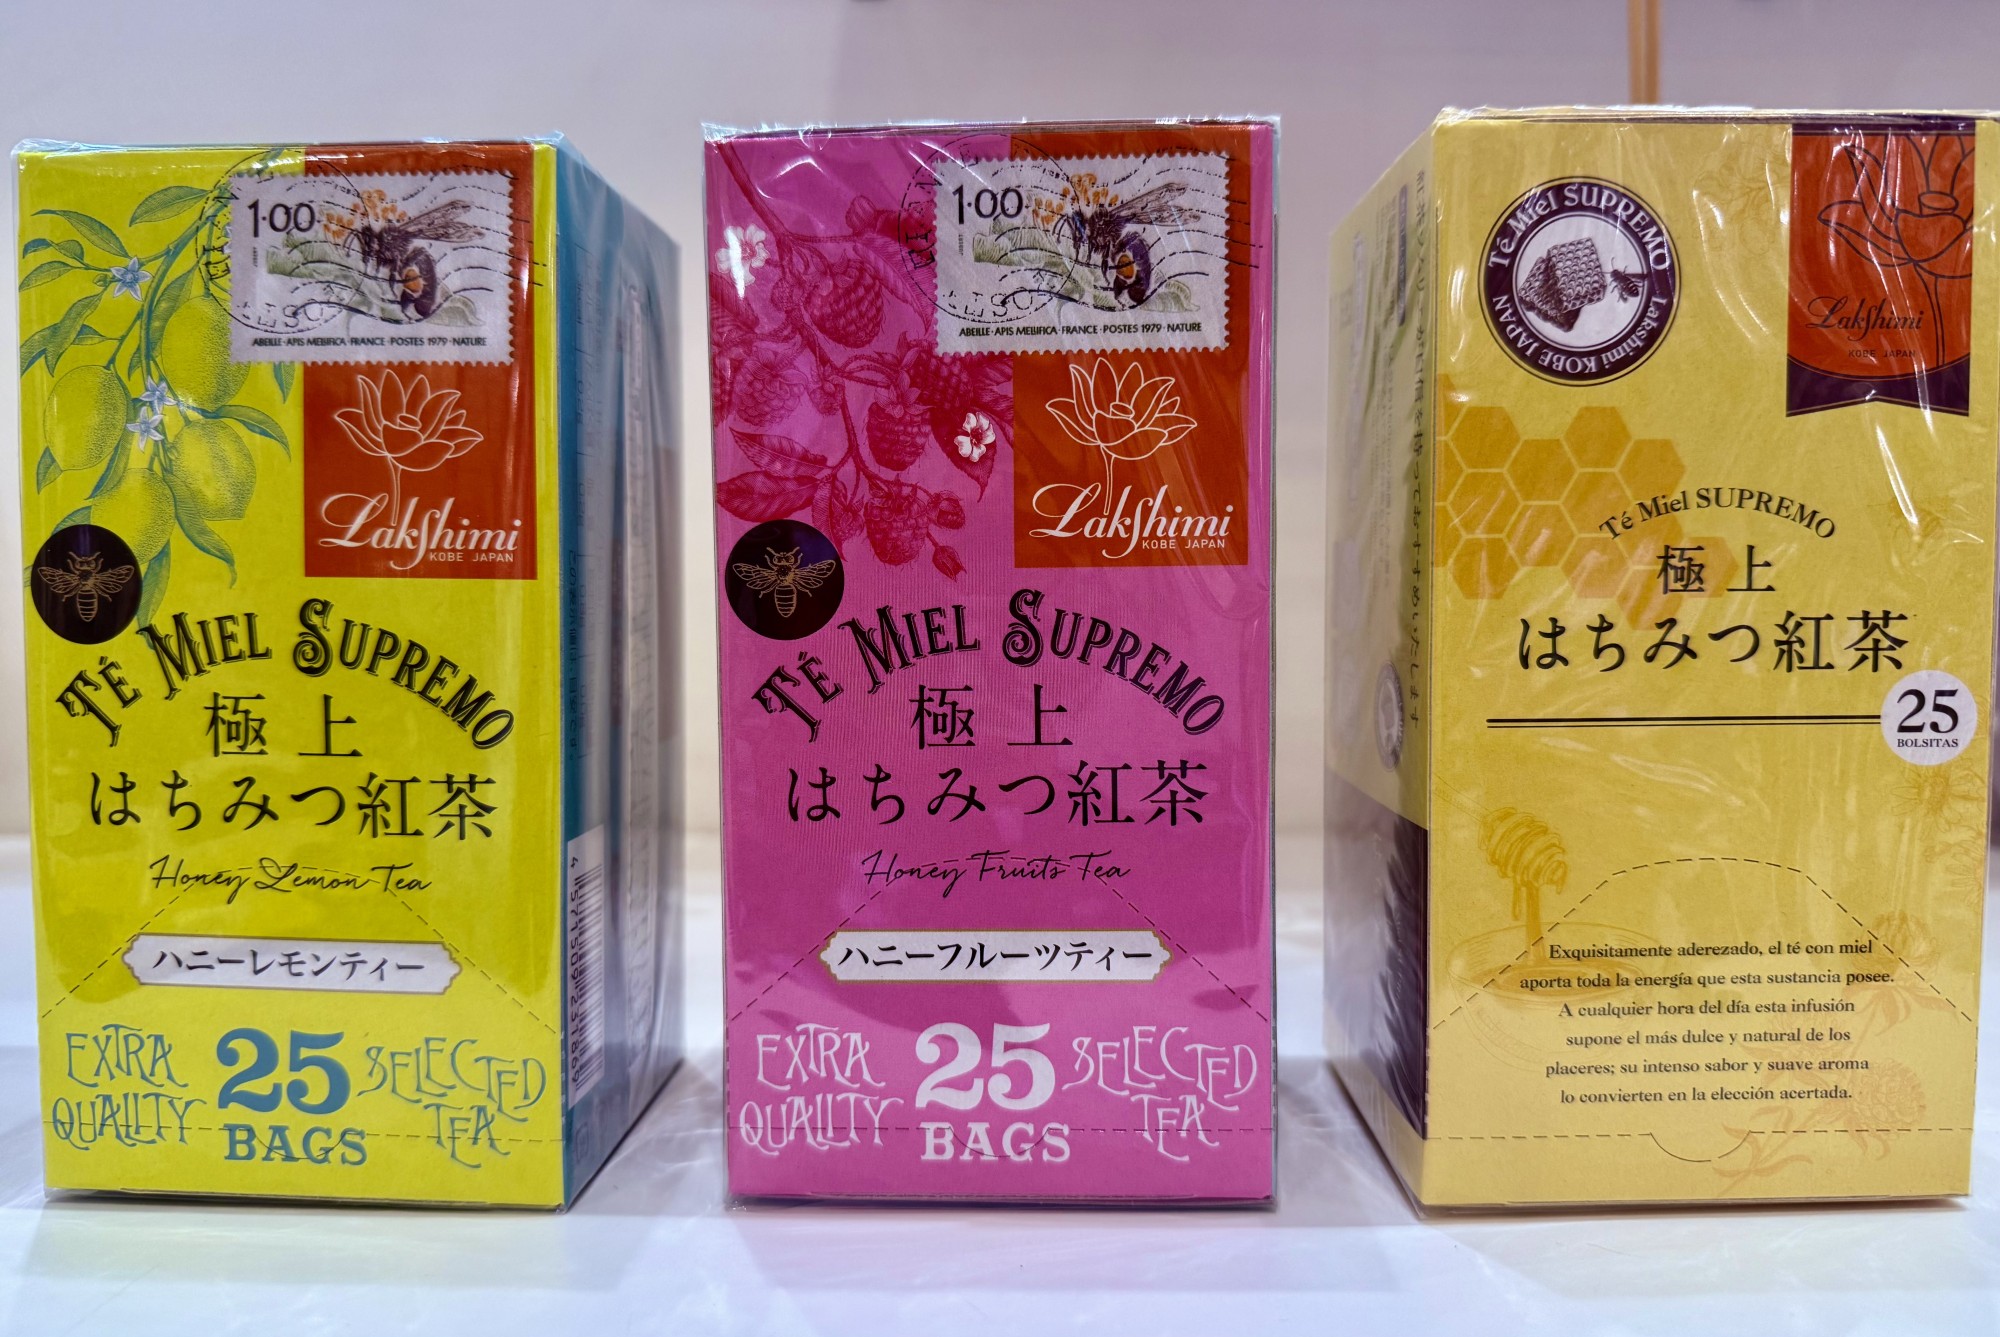 1·00
ABEILLE·APIS MELLIFICA·FRANCE·POSTES 1979·NATURE
Lakshimi
KOBE JAPAN
TÉ MIEL SUPREMO
極上
はちみつ紅茶
Honey Lemon Tea
ハニーレモンティー
EXTRA QUALITY
25 BAGS
SELECTED TEA
4 571509 231869
1·00
ABEILLE·APIS MELLIFICA·FRANCE·POSTES 1979·NATURE
Lakshimi
KOBE JAPAN
TÉ MIEL SUPREMO
極上
はちみつ紅茶
Honey Fruits Tea
ハニーフルーツティー
EXTRA QUALITY
25 BAGS
SELECTED TEA
Té Miel SUPREMO
Lakshimi KOBE JAPAN
Lakshimi
KOBE JAPAN
Té Miel SUPREMO
極上
はちみつ紅茶
25
BOLSITAS
Exquisitamente aderezado, el té con miel
aporta toda la energía que esta sustancia posee.
A cualquier hora del día esta infusión
supone el más dulce y natural de los
placeres; su intenso sabor y suave aroma
lo convierten en la elección acertada.